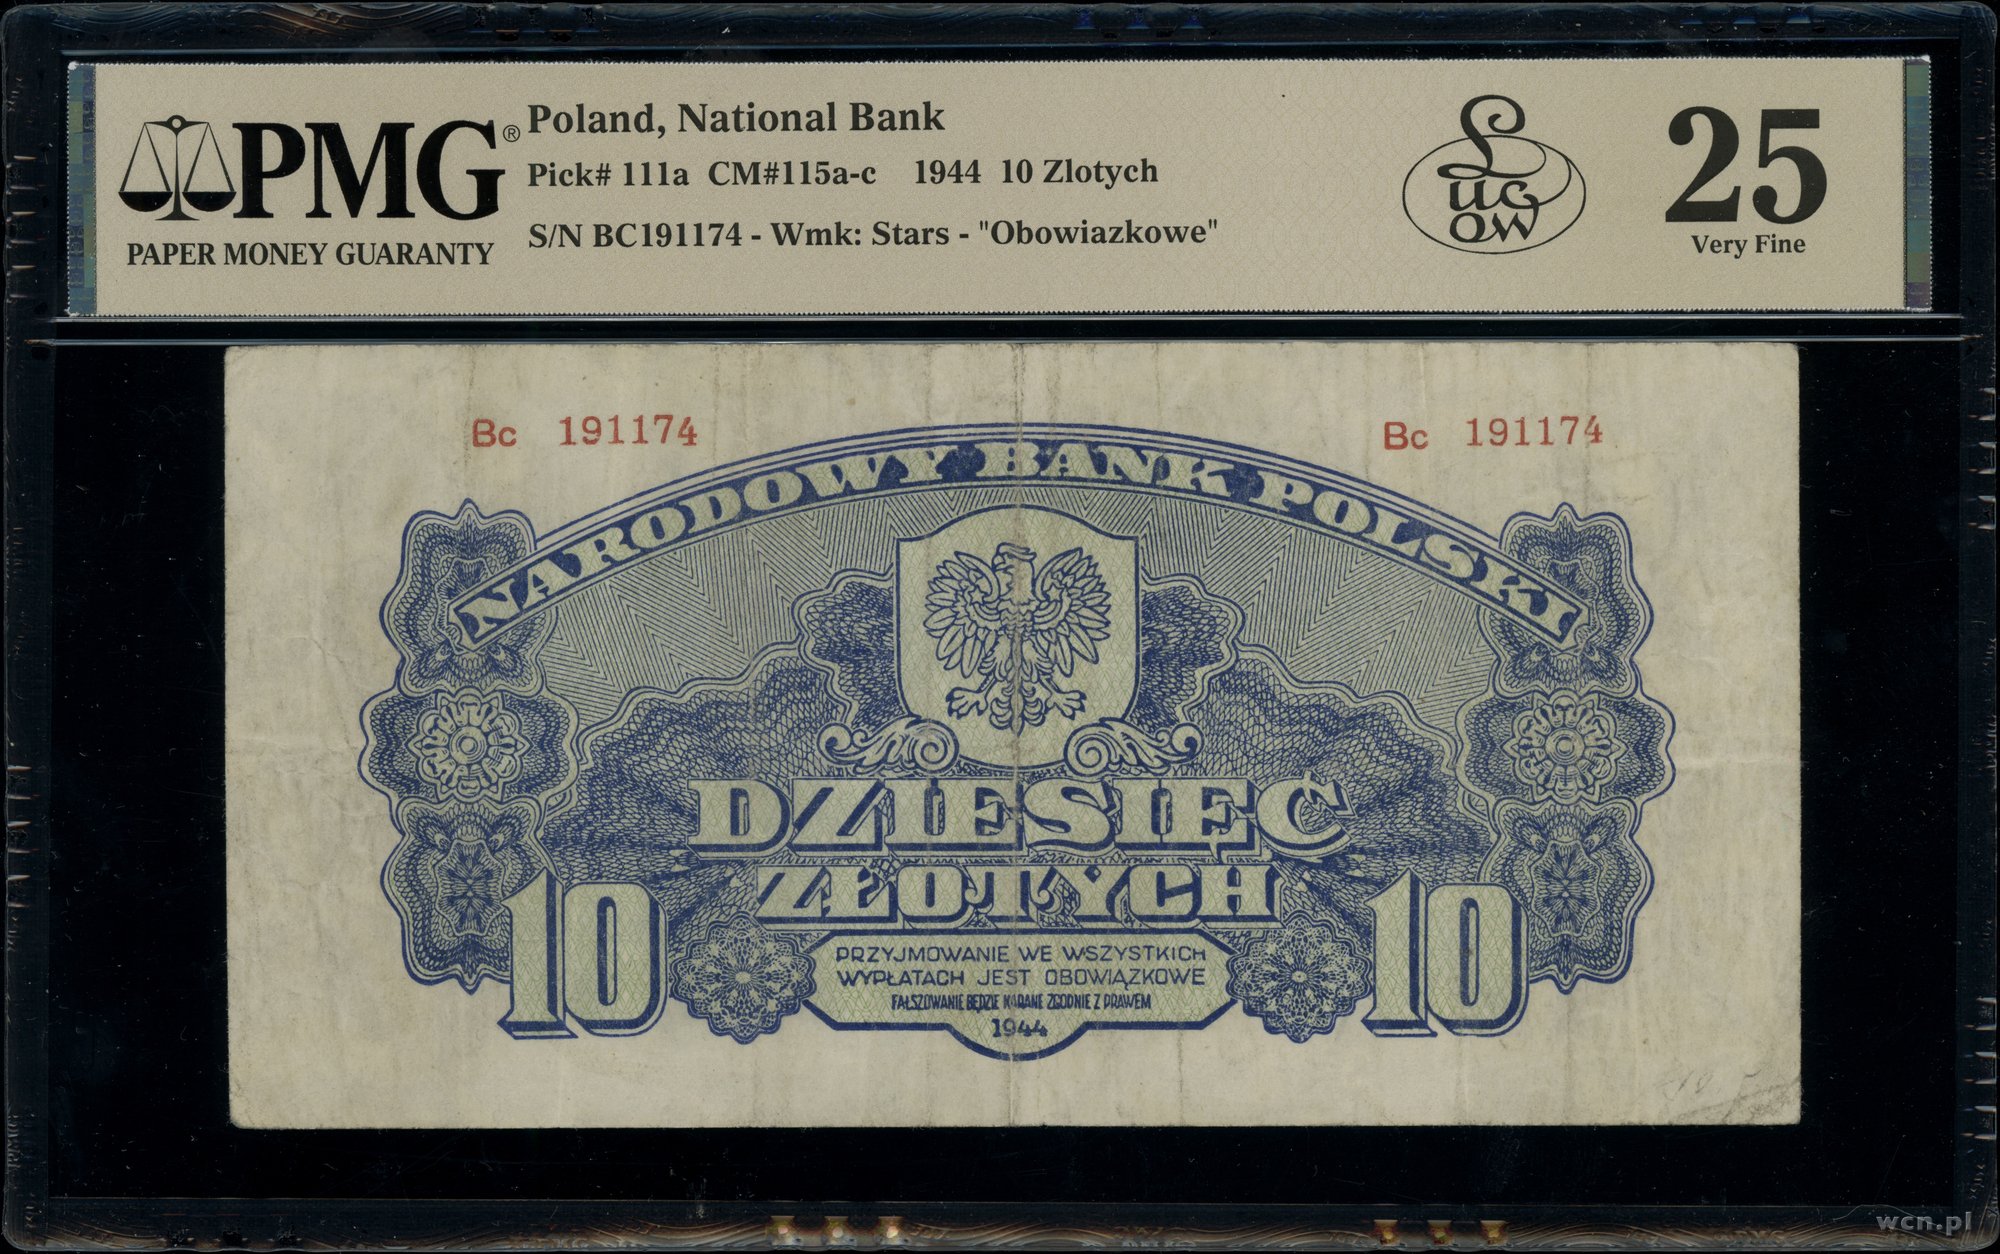 PMG®
PAPER MONEY GUARANTY
Poland, National Bank
Pick# 111a CM#115a-c 1944 10 Zlotych
S/N BC191174 - Wmk: Stars - "Obowiazkowe"
Lugow
25
Very Fine
Bc 191174
Bc 191174
NARODOWY BANK POLSKI
DZIESIĘĆ
ZŁOTYCH
10
10
PRZYJMOWANIE WE WSZYSTKICH
WYPŁATACH JEST OBOWIĄZKOWE
FAŁSZOWANIE BĘDZIE KARANE ZGODNIE Z PRAWEM
1944
wcn.pl